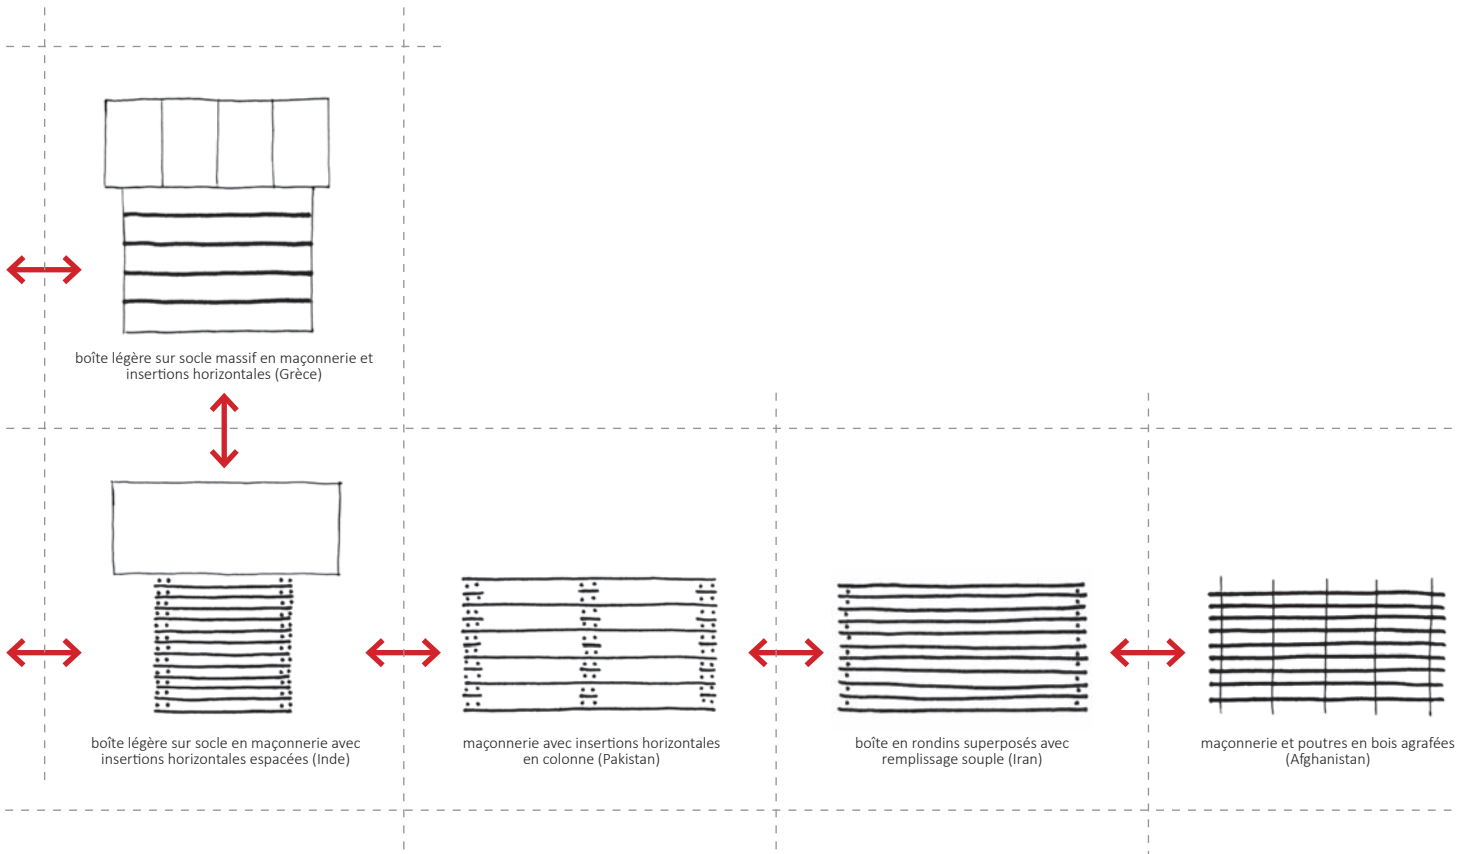 boîte légère sur socle massif en maçonnerie et
insertions horizontales (Grèce)
boîte légère sur socle en maçonnerie avec
insertions horizontales espacées (Inde)
maçonnerie avec insertions horizontales
en colonne (Pakistan)
boîte en rondins superposés avec
remplissage souple (Iran)
maçonnerie et poutres en bois agrafées
(Afghanistan)